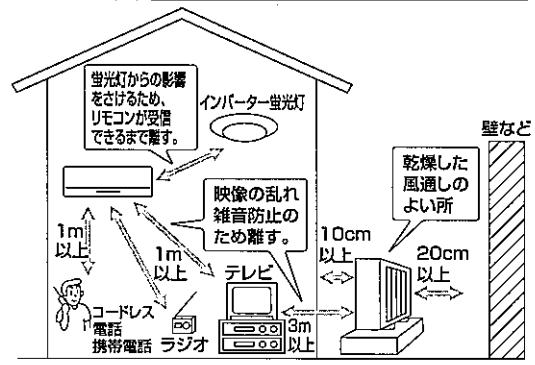 蛍光灯からの影響
をさけるため、
リモコンが受信
できるまで離す。
インバーター蛍光灯
壁など
乾燥した
風通しの
よい所
映像の乱れ
雑音防止の
ため離す。
1m
以上
1m
以上
10cm
以上
20cm
以上
テレビ
コードレス
電話
携帯電話
ラジオ
3m
以上